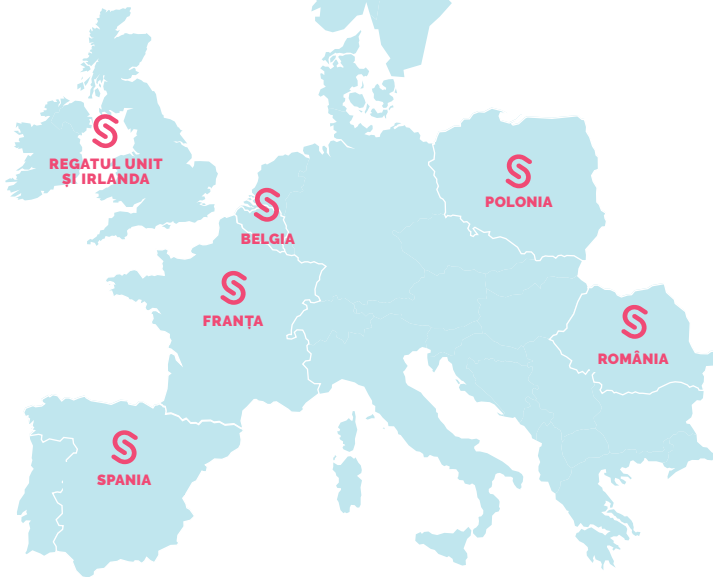 REGATUL UNIT
ȘI IRLANDA
POLONIA
BELGIA
FRANȚA
ROMÂNIA
SPANIA